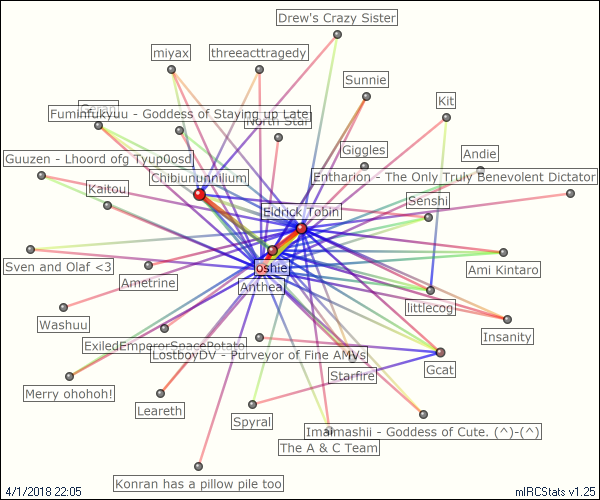 Drew's Crazy Sister
miyax
threeacttragedy
Sunnie
Kit
Fuminfukyuu - Goddess of Staying up Late
North Star
Giggles
Andie
Guuzen - Lhoord ofg Tyup0osd
Chibiununnilium
Entharion - The Only Truly Benevolent Dictator
Kaitou
Senshi
Eldrick Tobin
Sven and Olaf <3
oshie
Ami Kintaro
Ametrine
Anthea
littlecog
Washuu
Insanity
ExiledEmperorSpacePotato
LostboyDV - Purveyor of Fine AMVs
Gcat
Starfire
Merry ohohoh!
Leareth
Spyral
Imaimashii - Goddess of Cute. (^)-(^)
The A & C Team
Konran has a pillow pile too
4/1/2018 22:05
mIRCStats v1.25